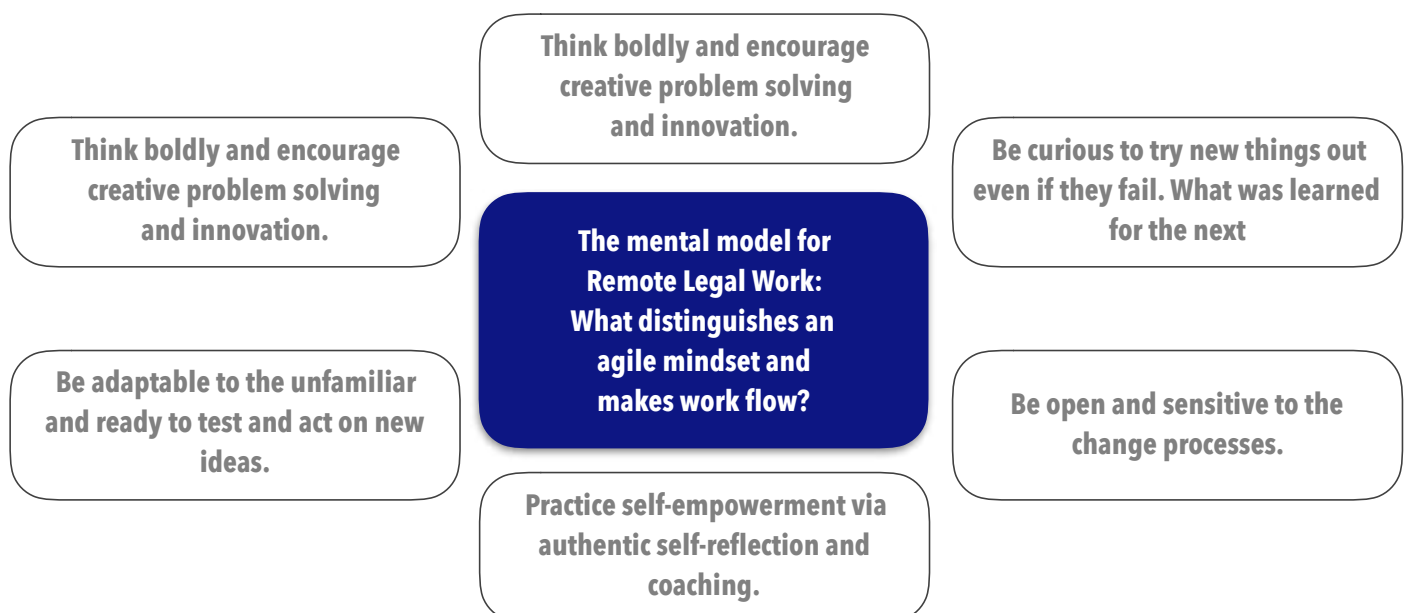 Think boldly and encourage
creative problem solving
and innovation.
Think boldly and encourage
creative problem solving
and innovation.
Be curious to try new things out
even if they fail. What was learned
for the next
The mental model for
Remote Legal Work:
What distinguishes an
agile mindset and
makes work flow?
Be adaptable to the unfamiliar
and ready to test and act on new
ideas.
Be open and sensitive to the
change processes.
Practice self-empowerment via
authentic self-reflection and
coaching.